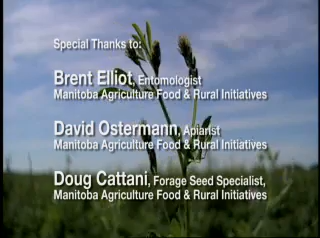 Special Thanks to:
Brent Elliot, Entomologist
Manitoba Agriculture Food & Rural Initiatives
David Ostermann, Apiarist
Manitoba Agriculture Food & Rural Initiatives
Doug Cattani, Forage Seed Specialist,
Manitoba Agriculture Food & Rural Initiatives